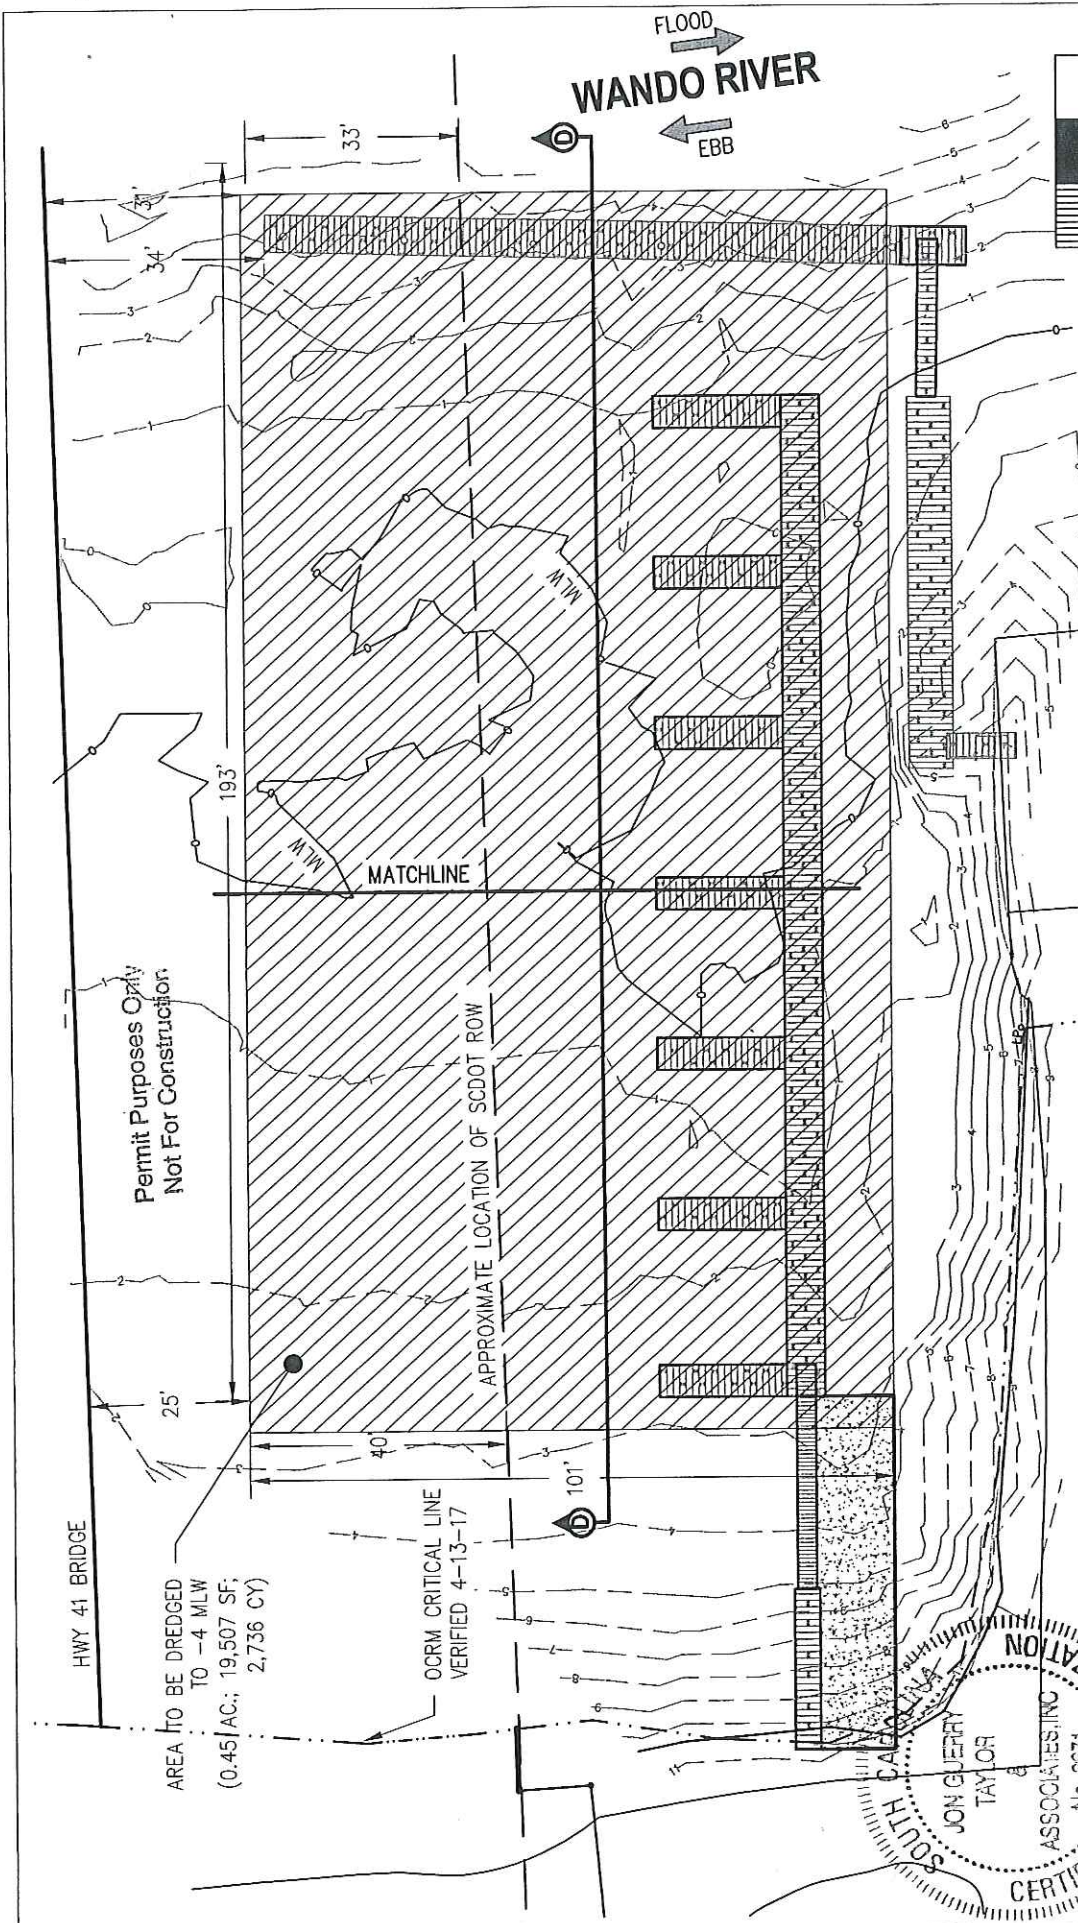 FLOOD
WANDO RIVER
EBB
33'
31'
34'
D
193'
MLW
MLW
MATCHLINE
Permit Purposes Only
Not For Construction
APPROXIMATE LOCATION OF SCDOT ROW
25'
40'
101'
D
HWY 41 BRIDGE
AREA TO BE DREDGED
TO -4 MLW
(0.45 AC.; 19,507 SF;
2,736 CY)
OCRM CRITICAL LINE
VERIFIED 4-13-17
SOUTH CAROLINA
JON GUERRY
TAYLOR
&
ASSOCIATES, INC